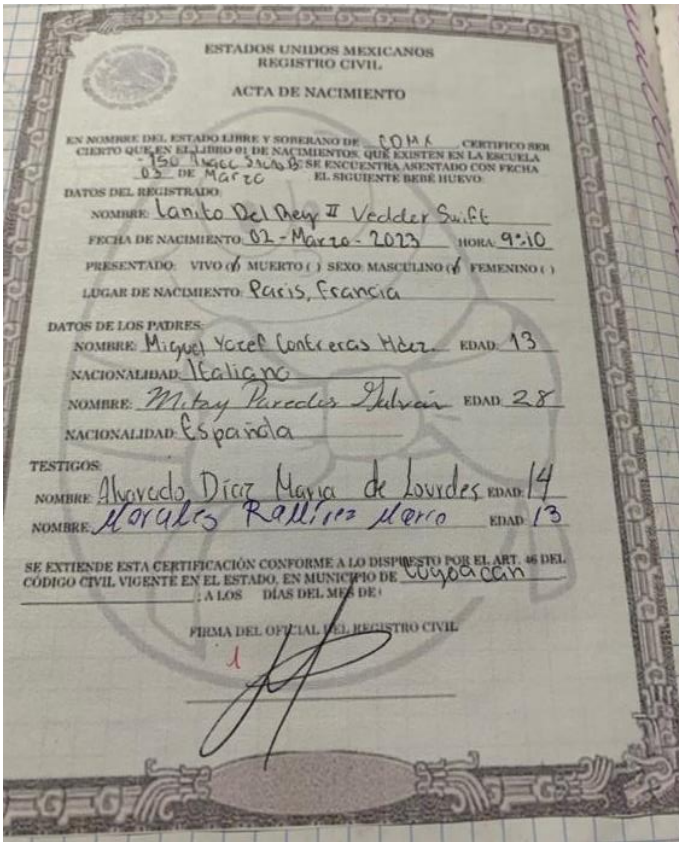 ESTADOS UNIDOS MEXICANOS
REGISTRO CIVIL
ACTA DE NACIMIENTO
EN NOMBRE DEL ESTADO LIBRE Y SOBERANO DE CDMX CERTIFICO SER
CIERTO QUE EN EL LIBRO 01 DE NACIMIENTOS, QUE EXISTEN EN LA ESCUELA
150 SE ENCUENTRA ASENTADO CON FECHA
03 DE Marzo EL SIGUIENTE BEBÉ HUEVO:
DATOS DEL REGISTRADO:
NOMBRE: Lanito Del Rey II Vedder Swift
FECHA DE NACIMIENTO: 02-Marzo-2023 HORA: 9:10
PRESENTADO: VIVO ( ) MUERTO ( ) SEXO: MASCULINO ( ) FEMENINO ( )
LUGAR DE NACIMIENTO: Paris, Francia
DATOS DE LOS PADRES:
NOMBRE: Miguel Yazef Contreras Hdez. EDAD: 13
NACIONALIDAD: Italiano
NOMBRE: Mitzy Paredes Galván EDAD: 28
NACIONALIDAD: Española
TESTIGOS:
NOMBRE: Alvarado Díaz Maria de Lourdes EDAD: 14
NOMBRE: Morales Ramírez Marco EDAD: 13
SE EXTIENDE ESTA CERTIFICACIÓN CONFORME A LO DISPUESTO POR EL ART. 46 DEL
CÓDIGO CIVIL VIGENTE EN EL ESTADO, EN MUNICIPIO DE Coyoacán
; A LOS DÍAS DEL MES DE:
FIRMA DEL OFICIAL DEL REGISTRO CIVIL
1